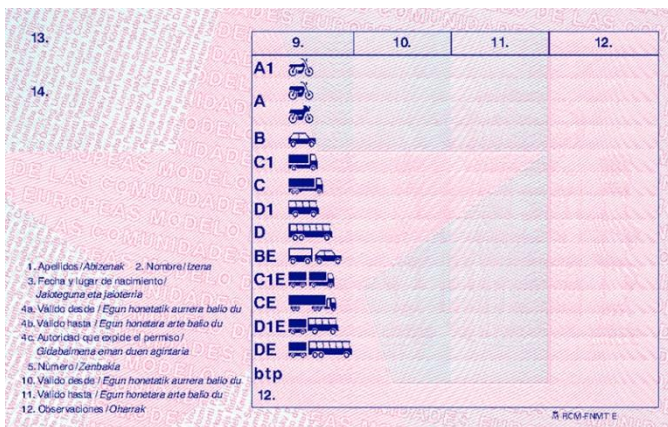 13.
14.
9. 10. 11. 12.
A1
A
B
C1
C
D1
D
BE
C1E
CE
D1E
DE
btp
12.
1. Apellidos/Abizenak 2. Nombre/Izena
3. Fecha y lugar de nacimiento/
Jaioteguna eta jaioterria
4a. Válido desde / Egun honetatik aurrera balio du
4b. Válido hasta / Egun honetara arte balio du
4c. Autoridad que expide el permiso/
Gidabaimena eman duen agintaria
5. Número/Zenbakia
10. Válido desde / Egun honetatik aurrera balio du
11. Válido hasta / Egun honetara arte balio du
12. Observaciones/Oharrak
RCM-FNMT E